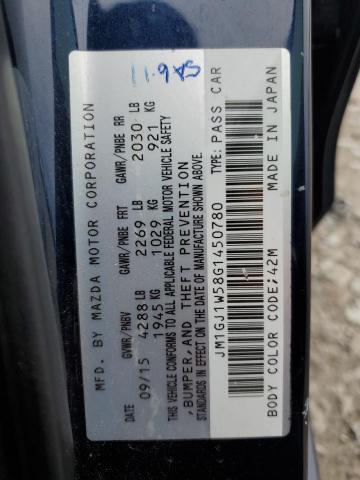 MFD. BY MAZDA MOTOR CORPORATION
GVWR/PNBV GAWR/PNBE FRT GAWR/PNBE RR
DATE
09/15 4288 LB 2269 LB 2030 LB
1945 KG 1029 KG 921 KG
THIS VEHICLE CONFORMS TO ALL APPLICABLE FEDERAL MOTOR VEHICLE SAFETY
, BUMPER, AND THEFT PREVENTION
STANDARDS IN EFFECT ON THE DATE OF MANUFACTURE SHOWN ABOVE.
JM1GJ1W58G1450780 TYPE: PASS CAR
BODY COLOR CODE;42M MADE IN JAPAN